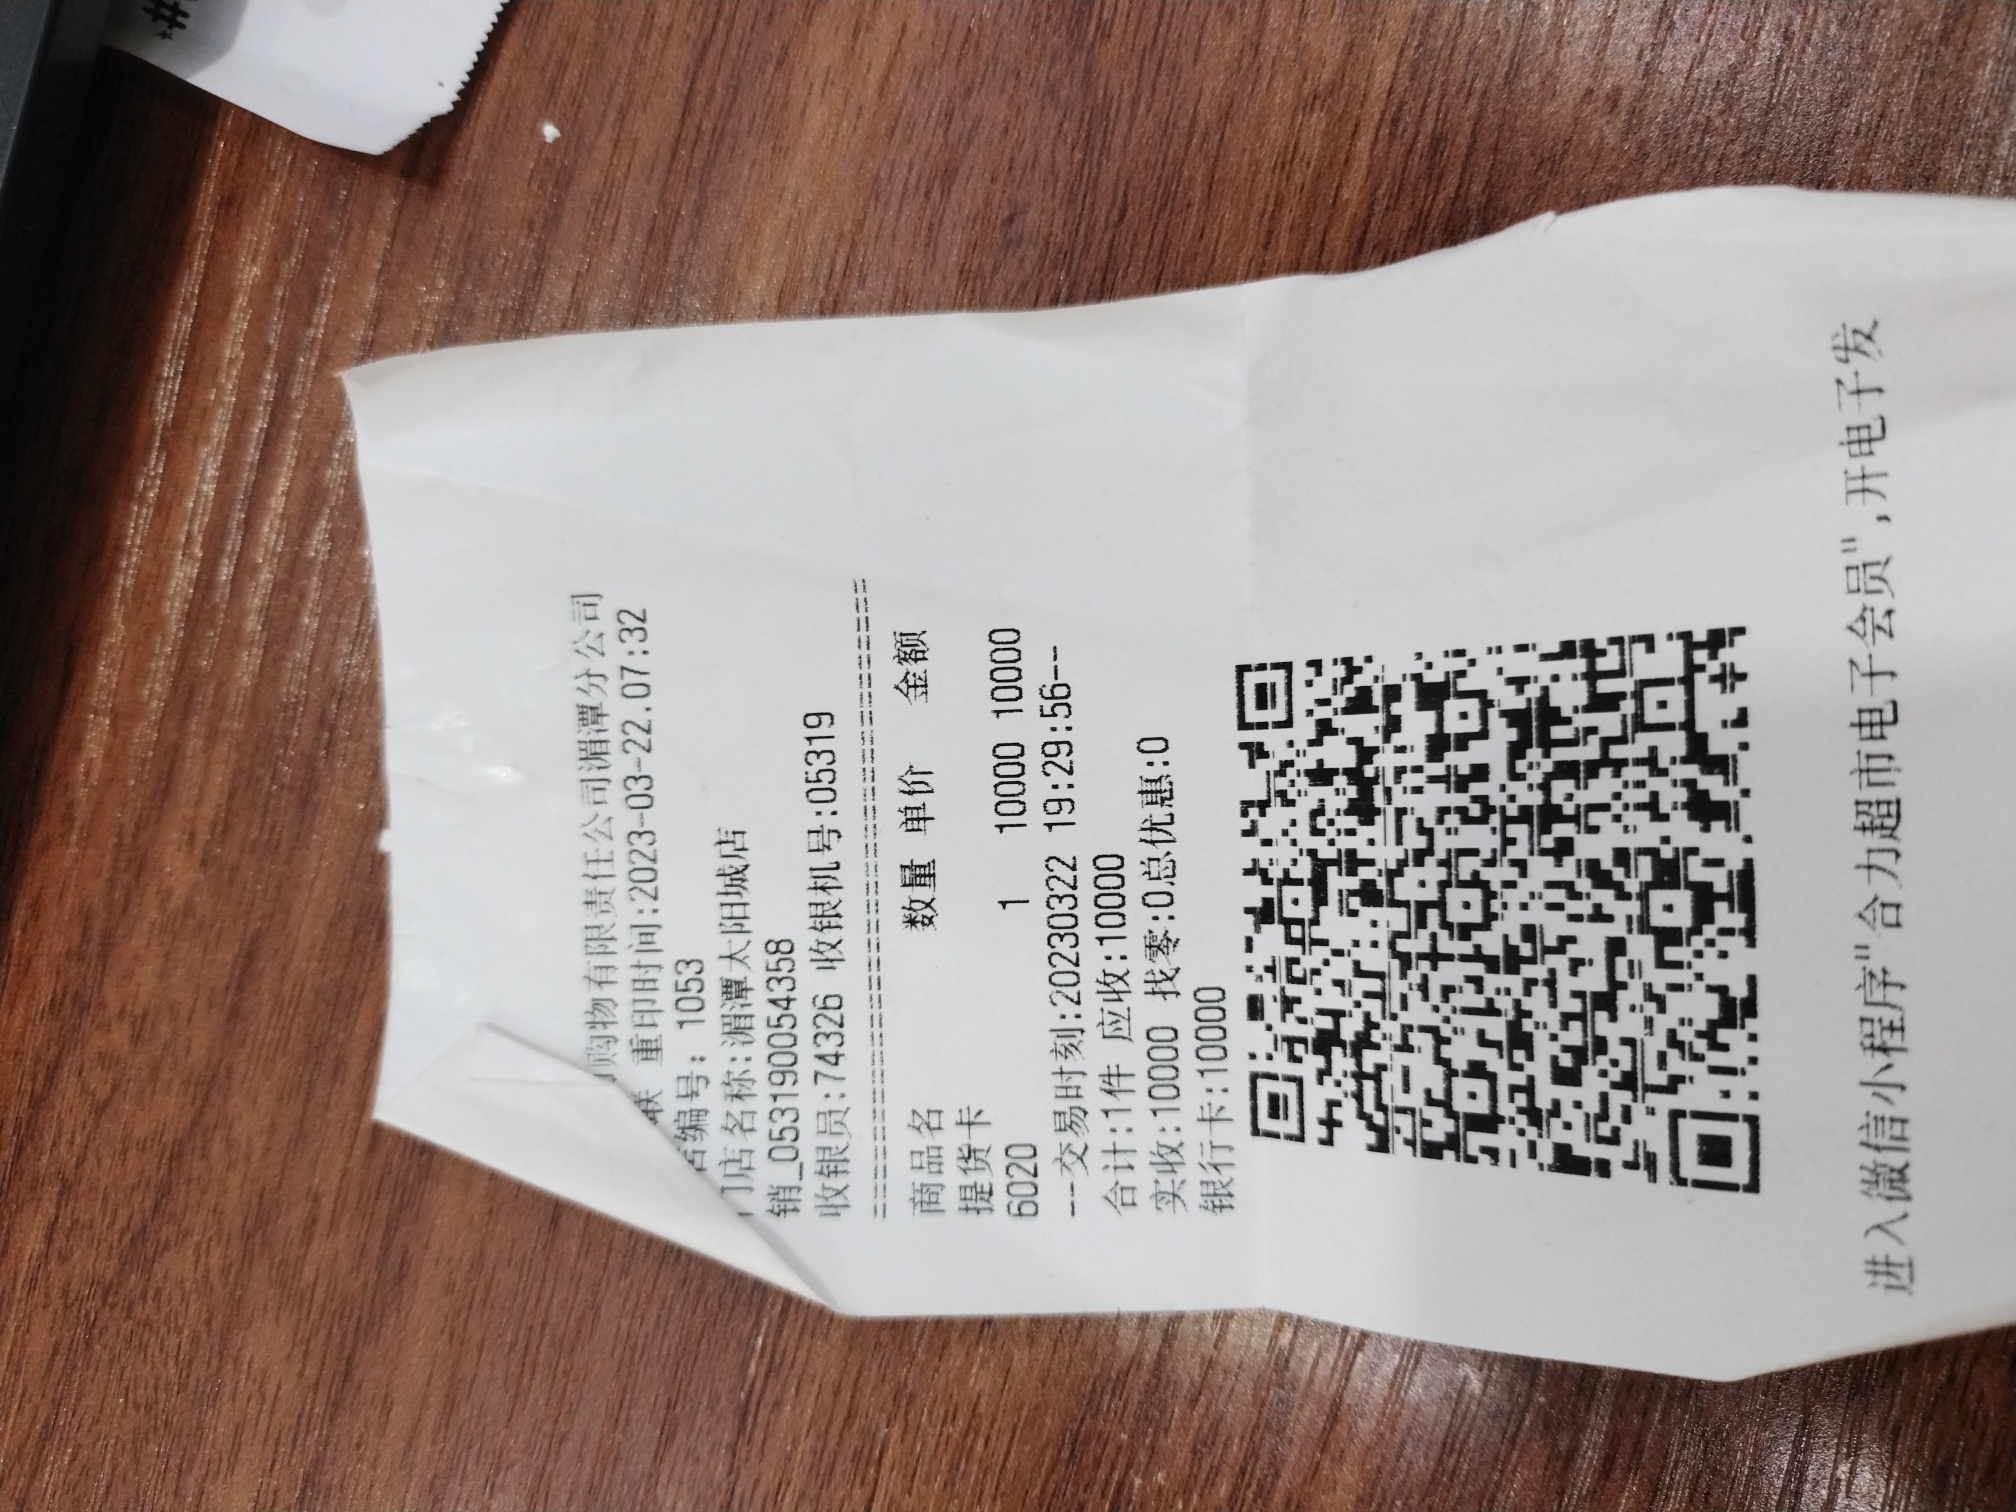 购物有限责任公司湄潭分公司
联 重印时间:2023-03-22.07:32
店编号: 1053
门店名称:湄潭太阳城店
销_0531900054358
收银员:74326 收银机号:05319
商品名 数量 单价 金额
提货卡
6020 1 10000 10000
--交易时刻:20230322 19:29:56--
合计:1件 应收:10000
实收:10000 找零:0总优惠:0
银行卡:10000
进入微信小程序"合力超市电子会员",开电子发
#*